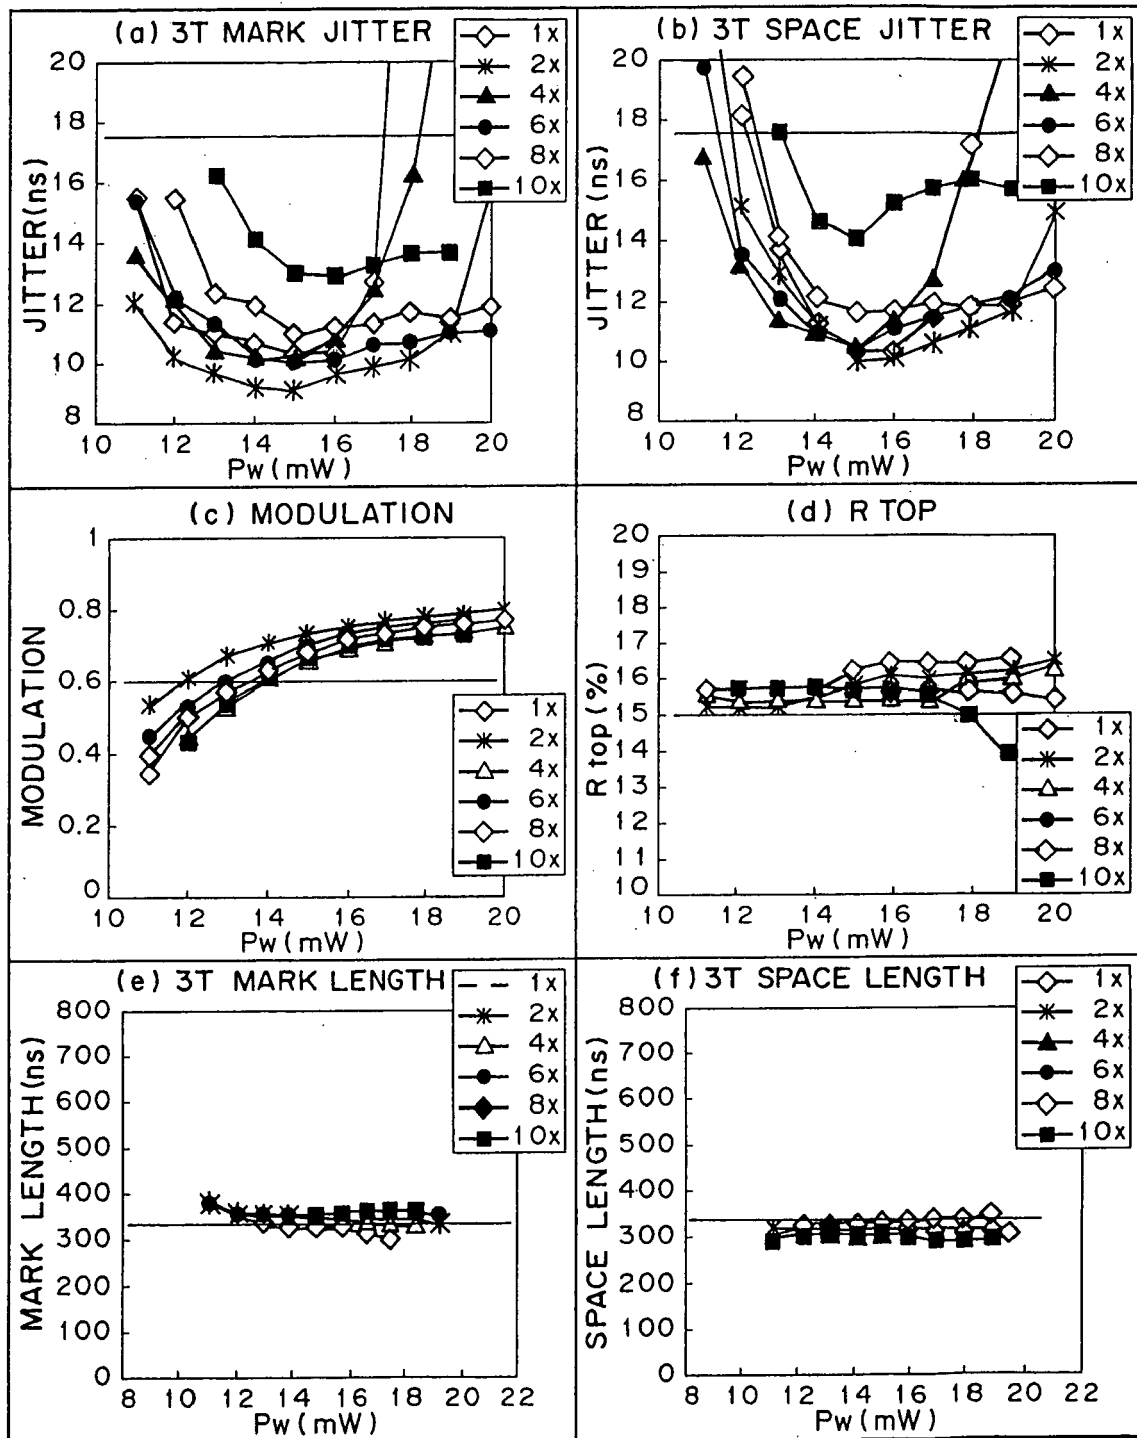 (a) 3T MARK JITTER
1x
2x
4x
6x
8x
10x
JITTER(ns)
20
18
16
14
12
10
8
10 12 14 16 18 20
Pw(mW)
(b) 3T SPACE JITTER
1x
2x
4x
6x
8x
10x
JITTER(ns)
20
18
16
14
12
10
8
10 12 14 16 18 20
Pw(mW)
(c) MODULATION
MODULATION
1
0.8
0.6
0.4
0.2
0
1x
2x
4x
6x
8x
10x
10 12 14 16 18 20
Pw(mW)
(d) R TOP
R top(%)
20
19
18
17
16
15
14
13
12
11
10
1x
2x
4x
6x
8x
10x
10 12 14 16 18 20
Pw(mW)
(e) 3T MARK LENGTH
1x
2x
4x
6x
8x
10x
MARK LENGTH(ns)
800
700
600
500
400
300
200
100
0
8 10 12 14 16 18 20 22
Pw(mW)
(f) 3T SPACE LENGTH
1x
2x
4x
6x
8x
10x
SPACE LENGTH(ns)
800
700
600
500
400
300
200
100
0
8 10 12 14 16 18 20 22
Pw(mW)